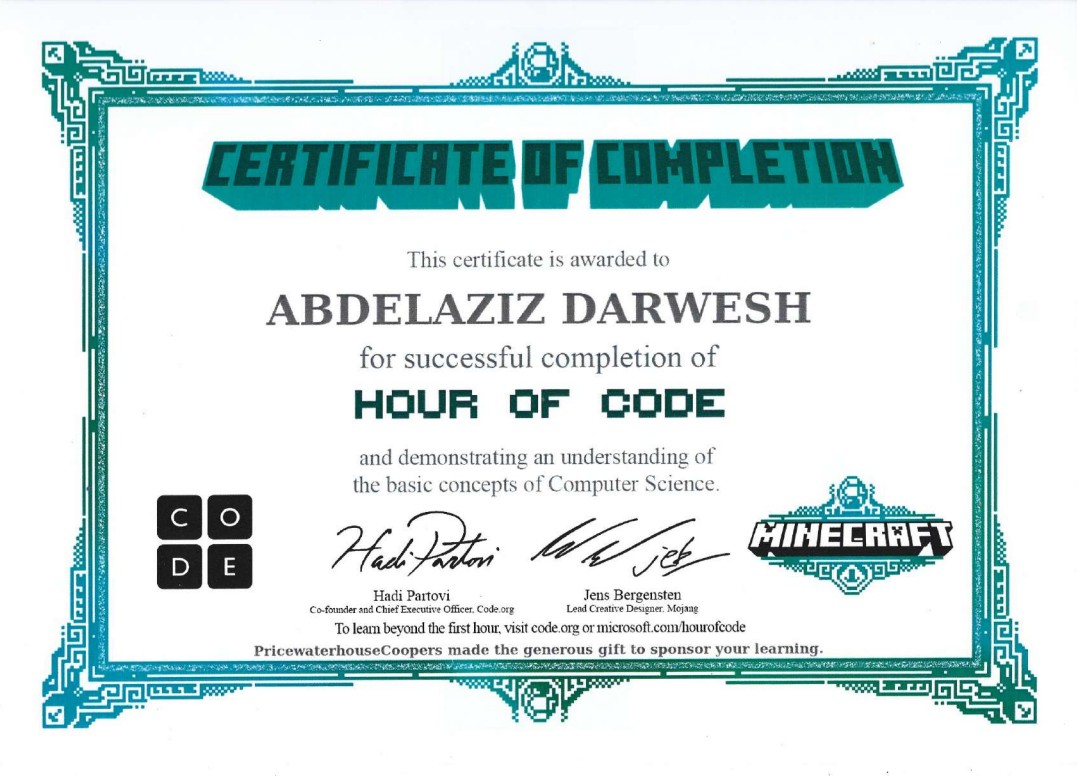 CERTIFICATE OF COMPLETION
This certificate is awarded to
ABDELAZIZ DARWESH
for successful completion of
HOUR OF CODE
and demonstrating an understanding of
the basic concepts of Computer Science.
C O
D E
Hadi Partovi
jeb
MINECRAFT
Hadi Partovi
Co-founder and Chief Executive Officer, Code.org
Jens Bergensten
Lead Creative Designer, Mojang
To learn beyond the first hour, visit code.org or microsoft.com/hourofcode
PricewaterhouseCoopers made the generous gift to sponsor your learning.